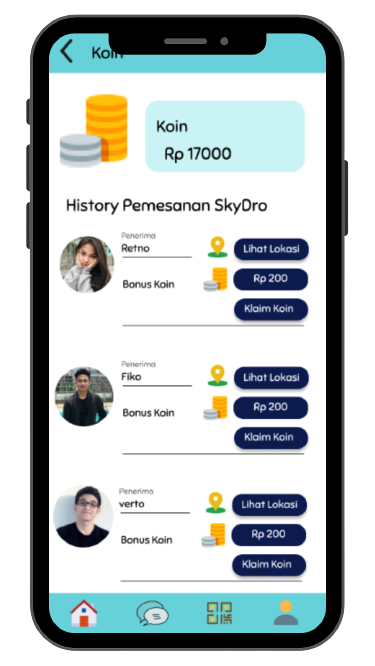 Koin
Koin
Rp 17000
History Pemesanan SkyDro
Penerima
Retno
Lihat Lokasi
Bonus Koin
Rp 200
Klaim Koin
Penerima
Fiko
Lihat Lokasi
Bonus Koin
Rp 200
Klaim Koin
Penerima
verto
Lihat Lokasi
Bonus Koin
Rp 200
Klaim Koin